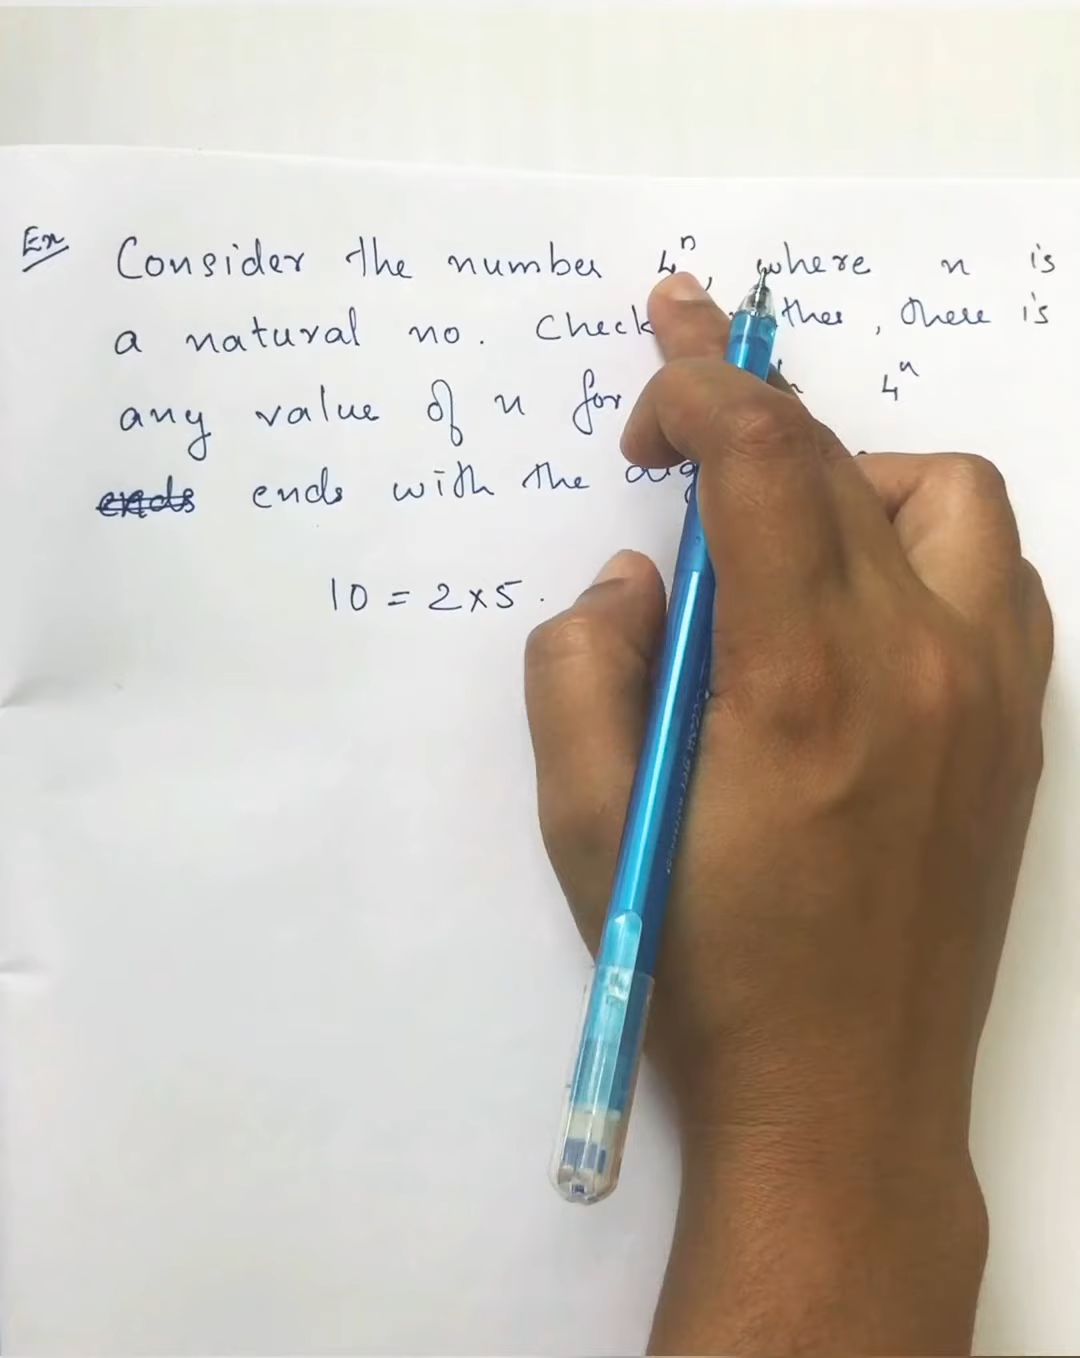 Ex Consider the number 4ⁿ, where n is
a natural no. Check ther, there is
any value of n for 4ⁿ
ends ends with the dig
10 = 2×5.